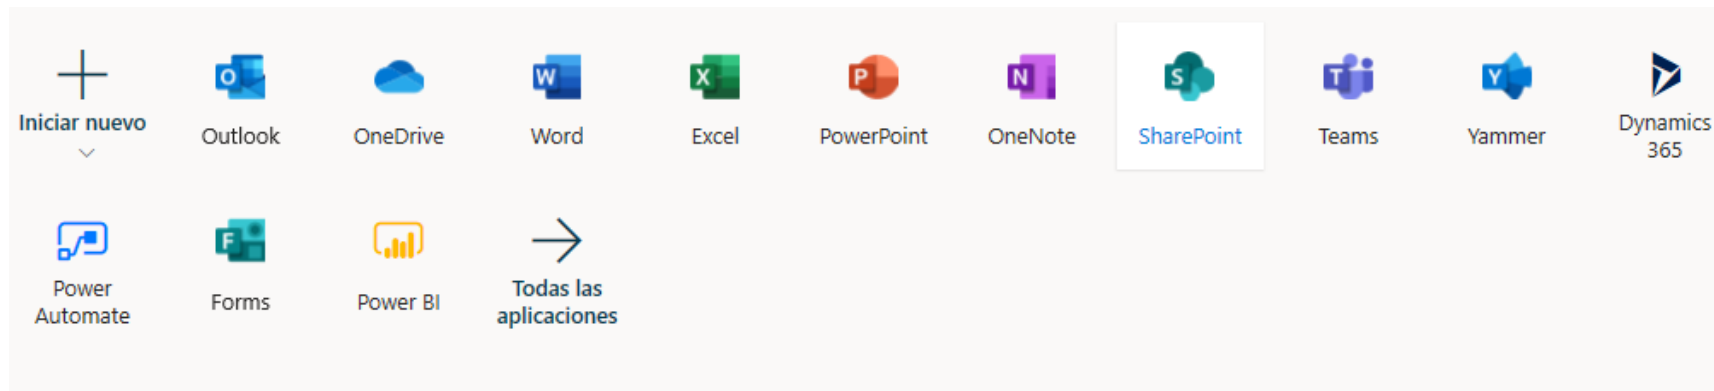 Iniciar nuevo
O
Outlook
OneDrive
W
Word
X
Excel
P
PowerPoint
N
OneNote
S
SharePoint
T
Teams
Y
Yammer
Dynamics
365
Power
Automate
F
Forms
Power BI
Todas las
aplicaciones